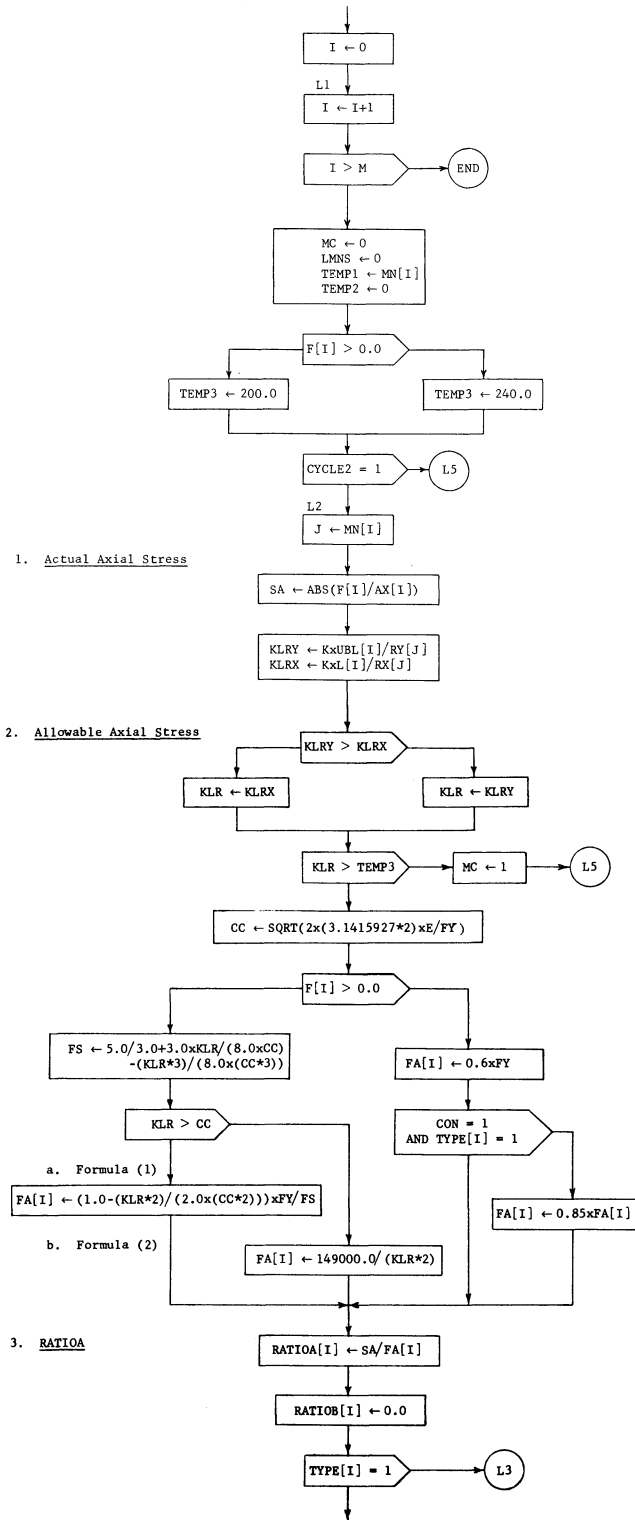 I ← 0
L1
I ← I+1
I > M
END
MC ← 0
LMNS ← 0
TEMP1 ← MN[I]
TEMP2 ← 0
F[I] > 0.0
TEMP3 ← 200.0
TEMP3 ← 240.0
CYCLE2 = 1
L5
L2
J ← MN[I]
1. Actual Axial Stress
SA ← ABS(F[I]/AX[I])
KLRY ← KxUBL[I]/RY[J]
KLRX ← KxL[I]/RX[J]
2. Allowable Axial Stress
KLRY > KLRX
KLR ← KLRX
KLR ← KLRY
KLR > TEMP3
MC ← 1
L5
CC ← SQRT(2x(3.1415927*2)xE/FY)
F[I] > 0.0
FS ← 5.0/3.0+3.0xKLR/(8.0xCC)
-(KLR*3)/(8.0x(CC*3))
FA[I] ← 0.6xFY
KLR > CC
CON = 1
AND TYPE[I] = 1
a. Formula (1)
FA[I] ← (1.0-(KLR*2)/(2.0x(CC*2)))xFY/FS
FA[I] ← 0.85xFA[I]
b. Formula (2)
FA[I] ← 149000.0/(KLR*2)
3. RATIOA
RATIOA[I] ← SA/FA[I]
RATIOB[I] ← 0.0
TYPE[I] = 1
L3